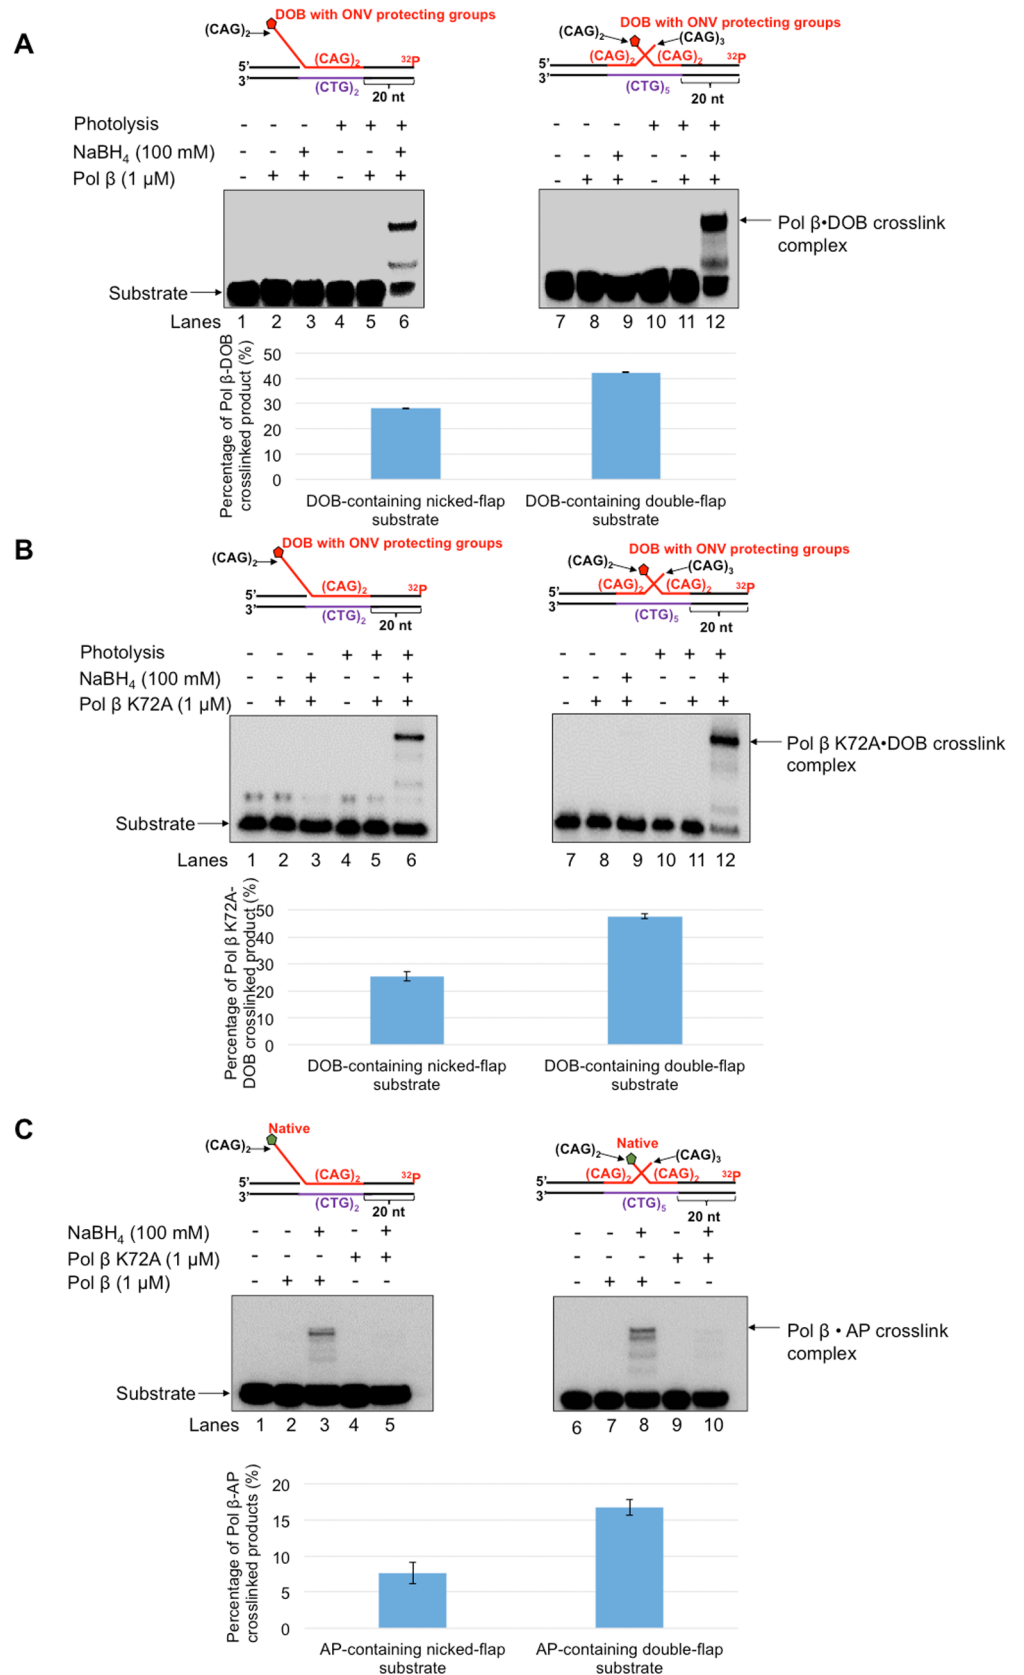 A
DOB with ONV protecting groups
(CAG)2
(CAG)2
32P
5'
3'
(CTG)2
20 nt
DOB with ONV protecting groups
(CAG)2
(CAG)3
(CAG)2
(CAG)2
32P
5'
3'
(CTG)5
20 nt
Photolysis - - - + + + - - - + + +
NaBH4 (100 mM) - - + - - + - - + - - +
Pol β (1 µM) - + + - + + - + + - + +
Pol β•DOB crosslink
complex
Substrate
Lanes 1 2 3 4 5 6 7 8 9 10 11 12
Percentage of Pol β-DOB
crosslinked product (%)
50
40
30
20
10
0
DOB-containing nicked-flap
substrate
DOB-containing double-flap
substrate
B
DOB with ONV protecting groups
(CAG)2
(CAG)2
32P
5'
3'
(CTG)2
20 nt
DOB with ONV protecting groups
(CAG)2
(CAG)3
(CAG)2
(CAG)2
32P
5'
3'
(CTG)5
20 nt
Photolysis - - - + + + - - - + + +
NaBH4 (100 mM) - - + - - + - - + - - +
Pol β K72A (1 µM) - + + - + + - + + - + +
Pol β K72A•DOB crosslink
complex
Substrate
Lanes 1 2 3 4 5 6 7 8 9 10 11 12
Percentage of Pol β K72A-
DOB crosslinked product (%)
50
40
30
20
10
0
DOB-containing nicked-flap
substrate
DOB-containing double-flap
substrate
C
Native
(CAG)2
(CAG)2
32P
5'
3'
(CTG)2
20 nt
Native
(CAG)2
(CAG)3
(CAG)2
(CAG)2
32P
5'
3'
(CTG)5
20 nt
NaBH4 (100 mM) - - + - + - - + - +
Pol β K72A (1 µM) - - - + + - - - + +
Pol β (1 µM) - + + - - - + + - -
Pol β • AP crosslink
complex
Substrate
Lanes 1 2 3 4 5 6 7 8 9 10
Percentage of Pol β-AP
crosslinked products (%)
20
15
10
5
0
AP-containing nicked-flap
substrate
AP-containing double-flap
substrate